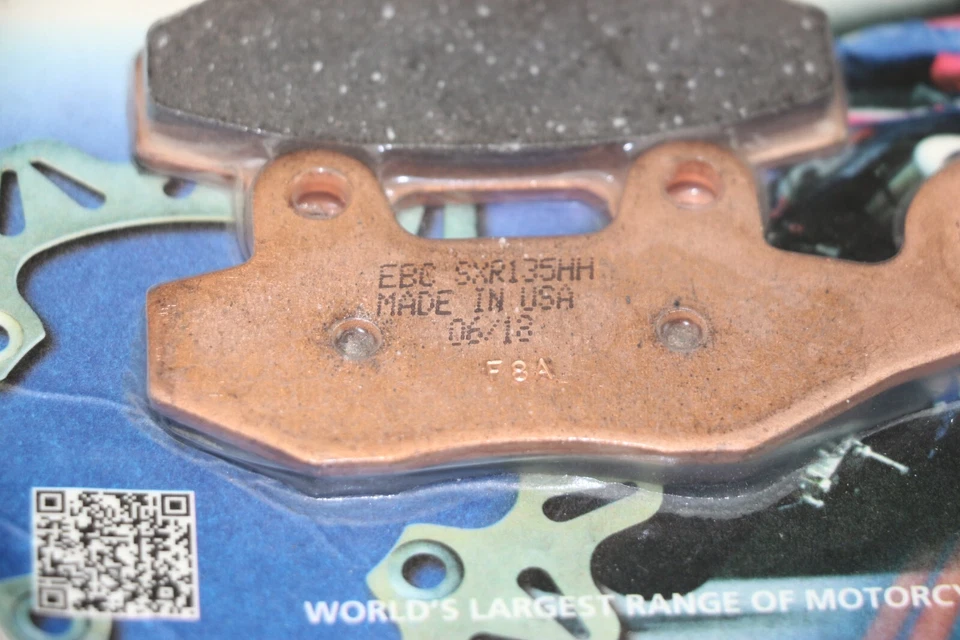 EBC SXR135HH
MADE IN USA
06/18
F8A
WORLD'S LARGEST RANGE OF MOTORCY